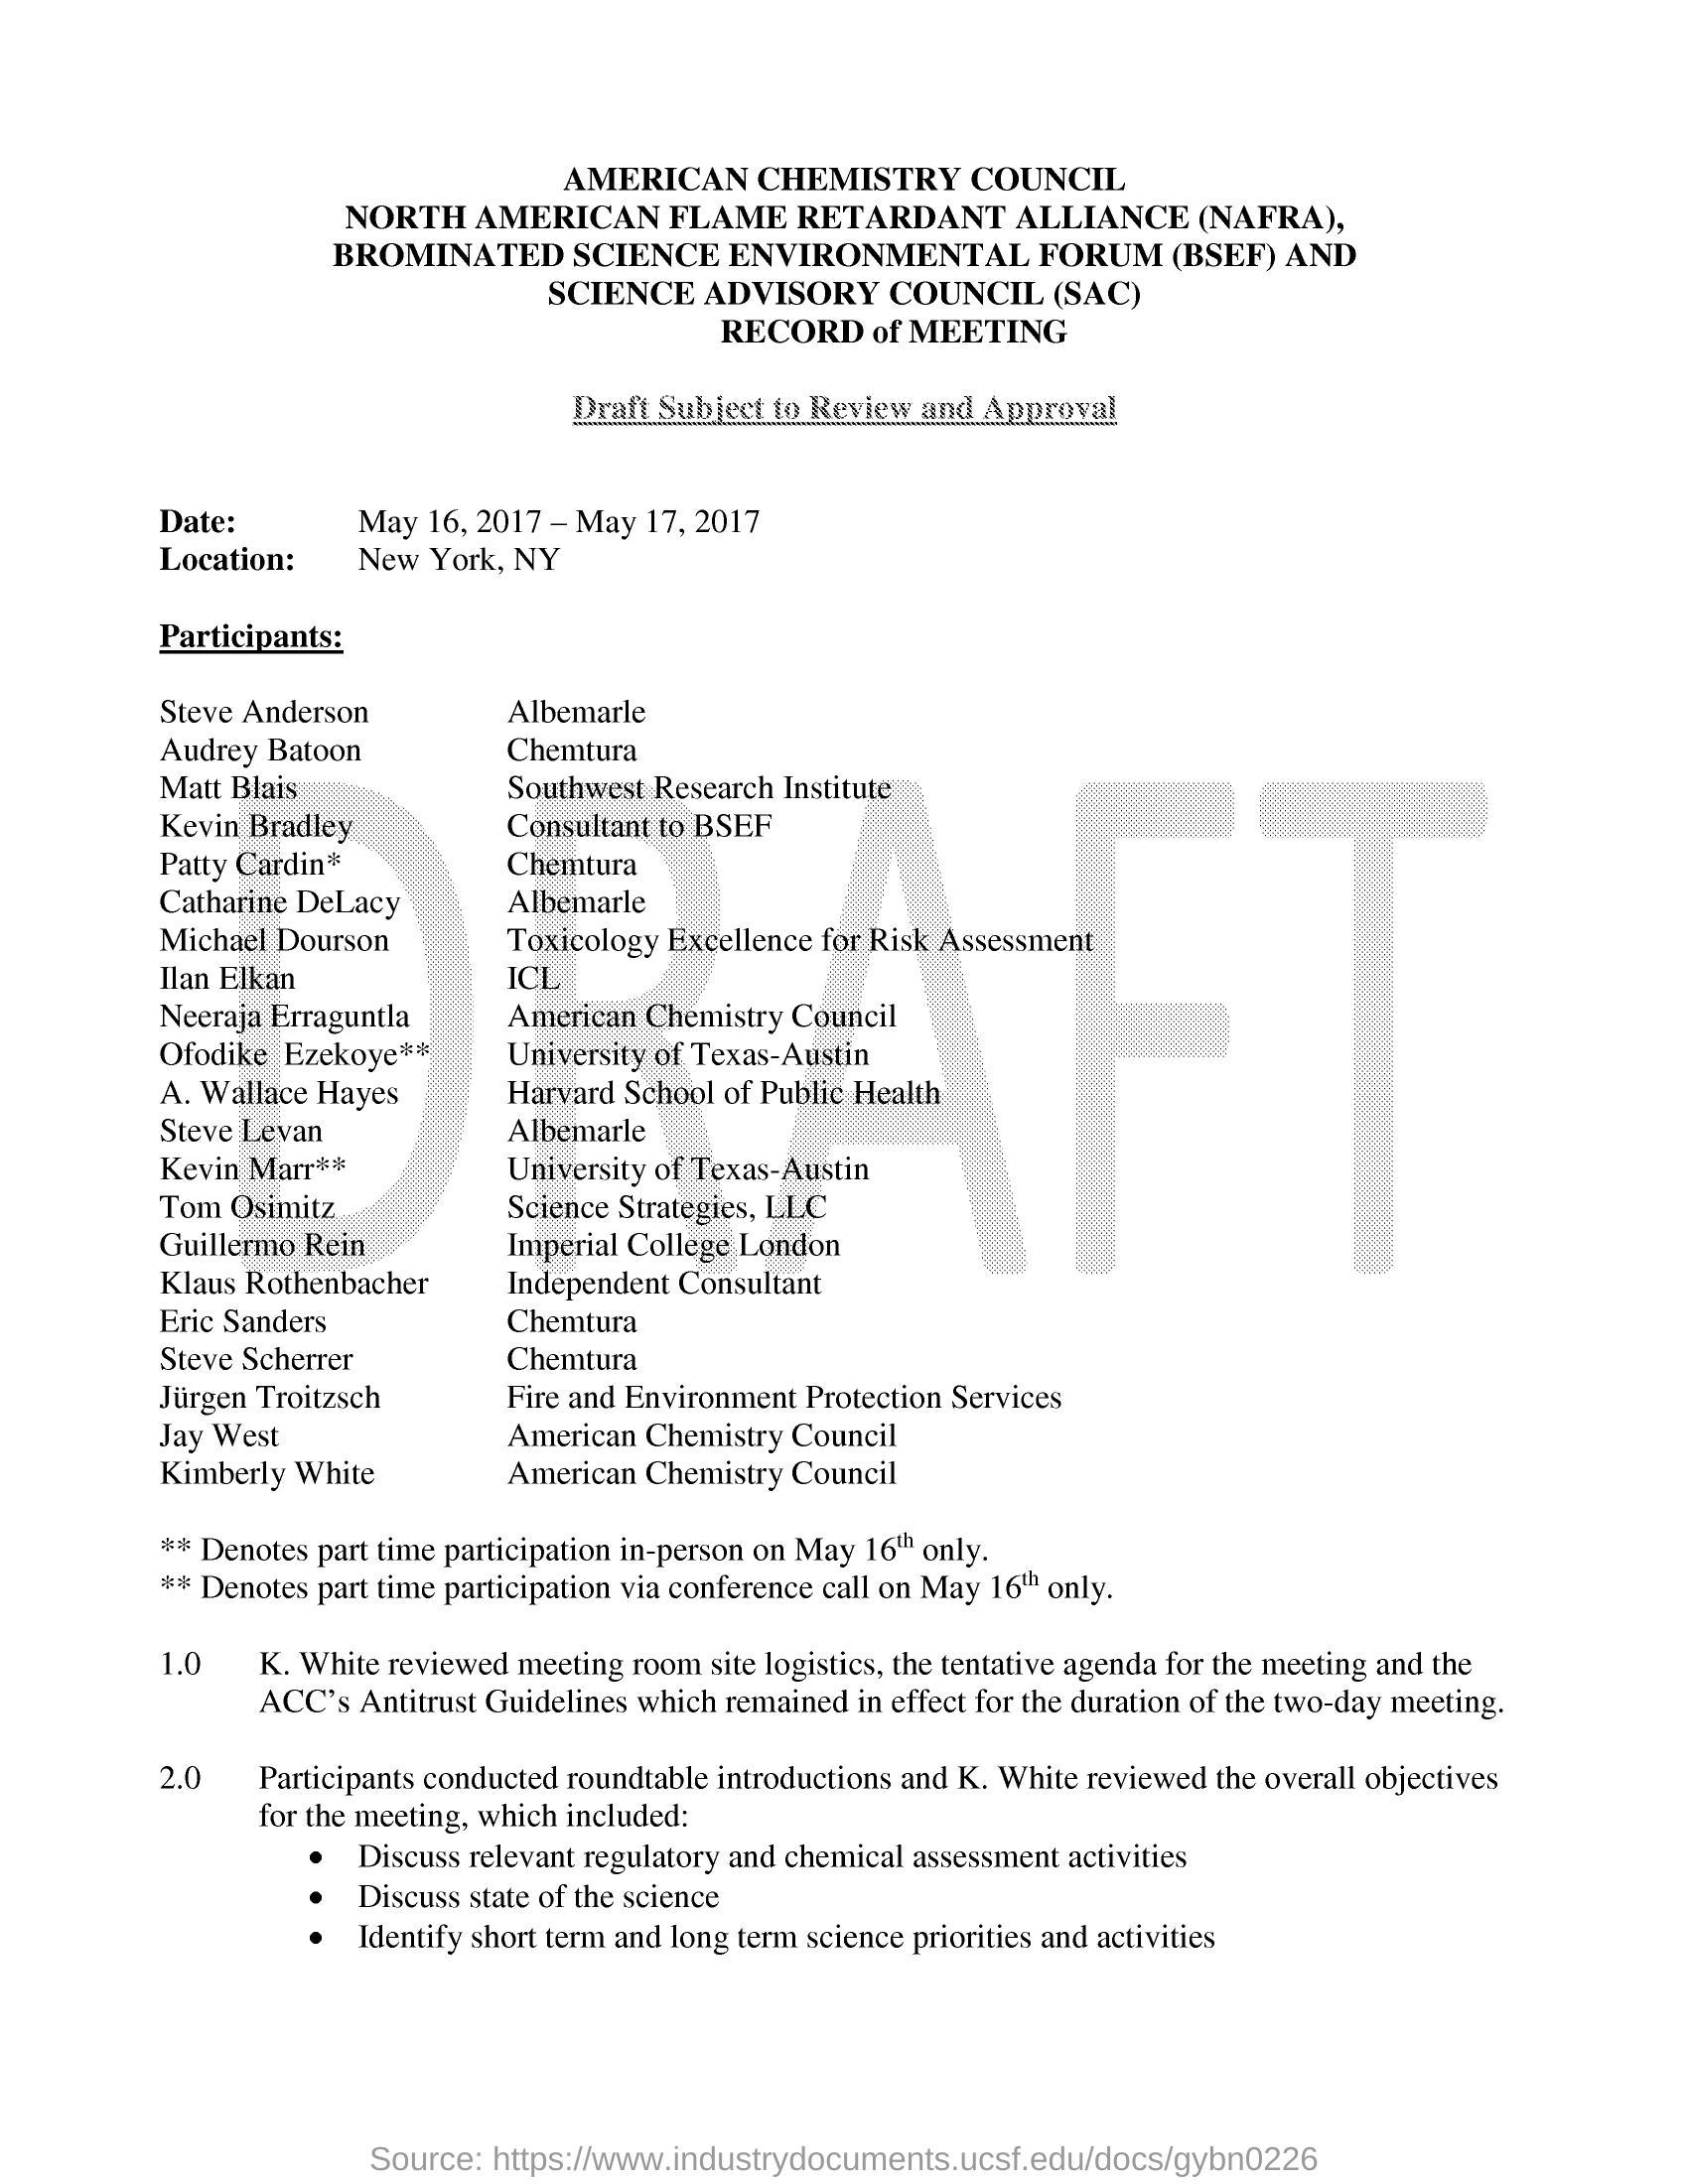 AMERICAN CHEMISTRY COUNCIL
NORTH AMERICAN FLAME RETARDANT ALLIANCE (NAFRA),
BROMINATED SCIENCE ENVIRONMENTAL FORUM (BSEF) AND
SCIENCE ADVISORY COUNCIL (SAC)
RECORD of MEETING
Draft Subject to Review and Approval
Date: May 16, 2017 – May 17, 2017
Location: New York, NY
Participants:
Steve Anderson Albemarle
Audrey Batoon Chemtura
Matt Blais Southwest Research Institute
Kevin Bradley Consultant to BSEF
Patty Cardin* Chemtura
Catharine DeLacy Albemarle
Michael Dourson Toxicology Excellence for Risk Assessment
Ilan Elkan ICL
Neeraja Erraguntla American Chemistry Council
Ofodike Ezekoye** University of Texas-Austin
A. Wallace Hayes Harvard School of Public Health
Steve Levan Albemarle
Kevin Marr** University of Texas-Austin
Tom Osimitz Science Strategies, LLC
Guillermo Rein Imperial College London
Klaus Rothenbacher Independent Consultant
Eric Sanders Chemtura
Steve Scherrer Chemtura
Jürgen Troitzsch Fire and Environment Protection Services
Jay West American Chemistry Council
Kimberly White American Chemistry Council
DRAFT
** Denotes part time participation in-person on May 16th only.
** Denotes part time participation via conference call on May 16th only.
1.0 K. White reviewed meeting room site logistics, the tentative agenda for the meeting and the
ACC's Antitrust Guidelines which remained in effect for the duration of the two-day meeting.
2.0 Participants conducted roundtable introductions and K. White reviewed the overall objectives
for the meeting, which included:
• Discuss relevant regulatory and chemical assessment activities
• Discuss state of the science
• Identify short term and long term science priorities and activities
Source: https://www.industrydocuments.ucsf.edu/docs/gybn0226